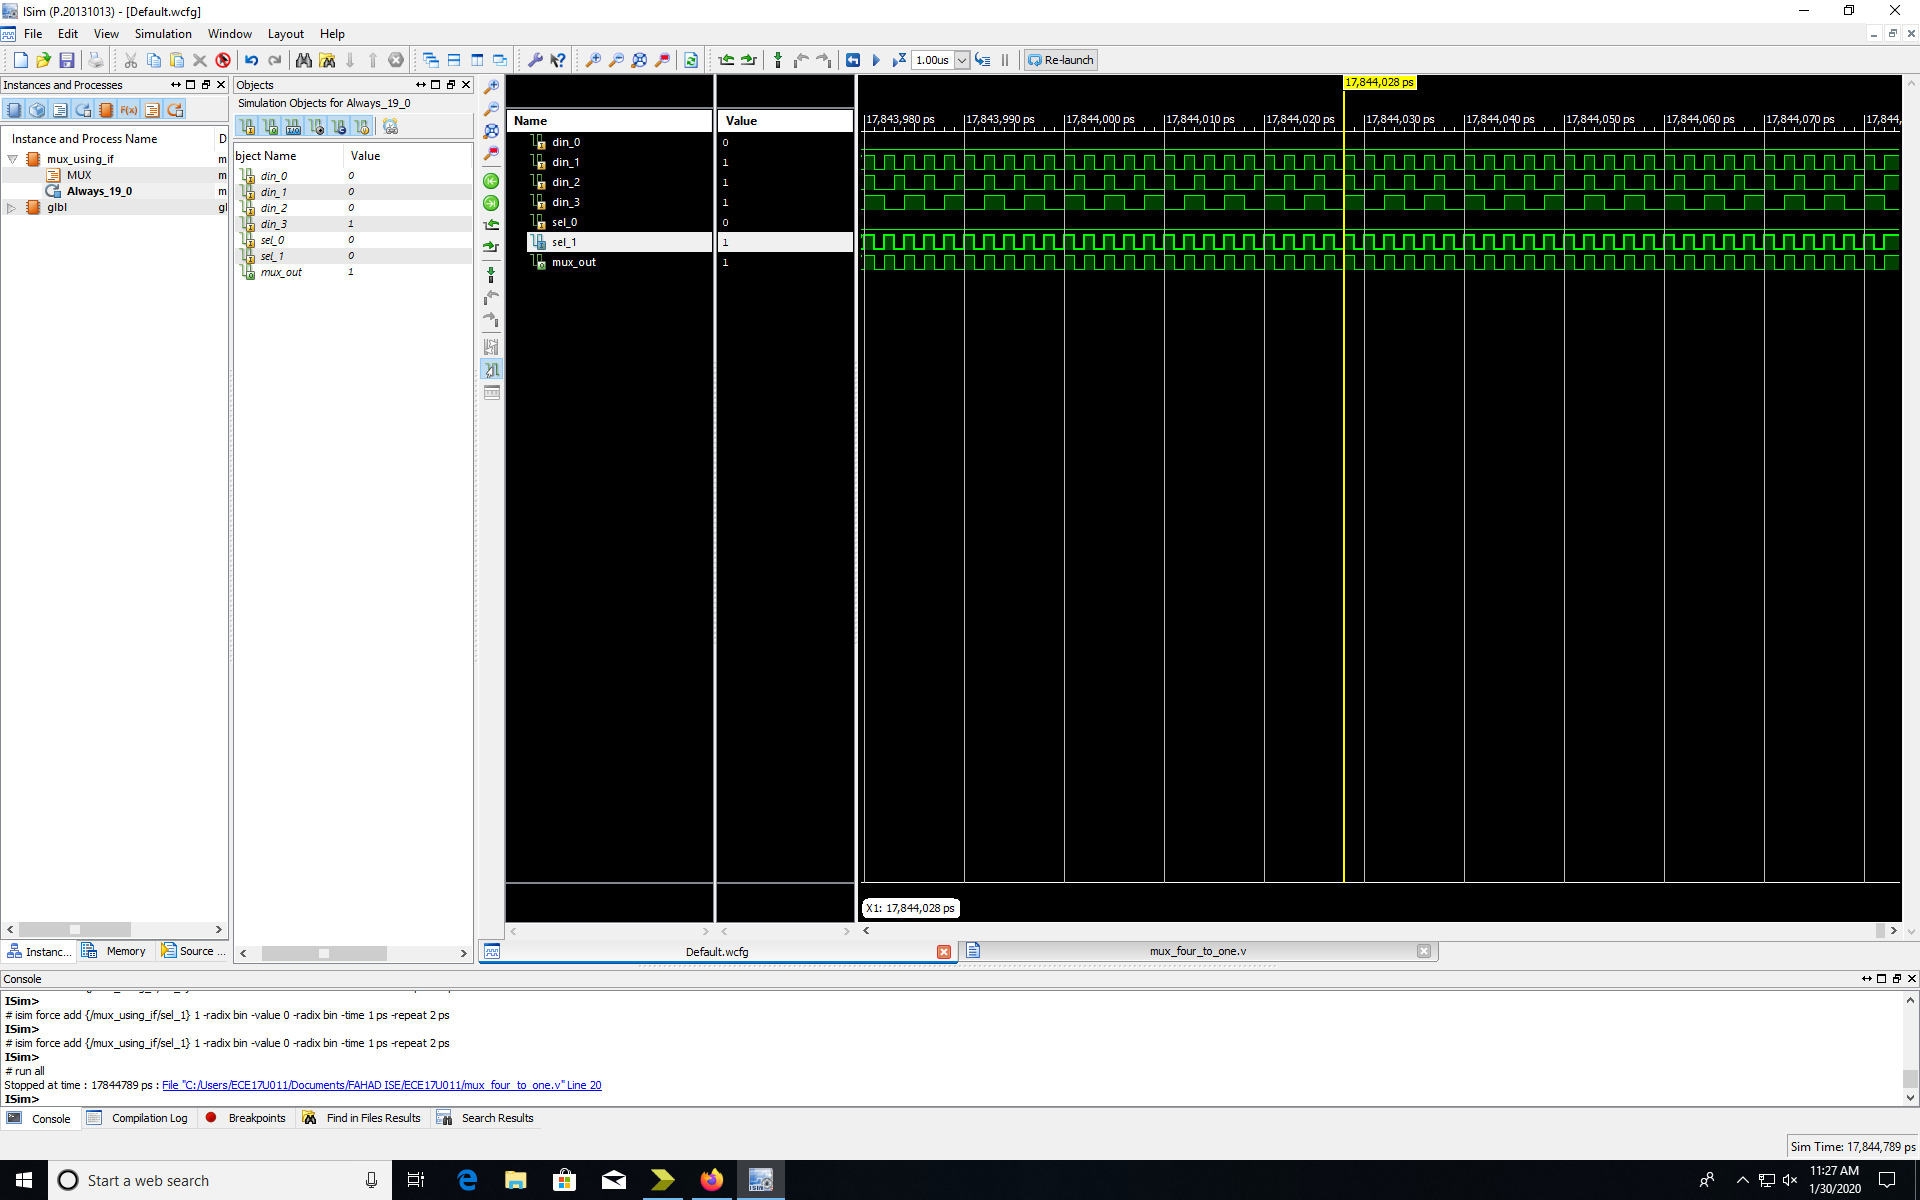 ISim (P.20131013) - [Default.wcfg]
File Edit View Simulation Window Layout Help
1.00us Re-launch
Instances and Processes
Instance and Process Name D
mux_using_if m
MUX m
Always_19_0 m
glbl gl
Instanc... Memory Source ...
Objects
Simulation Objects for Always_19_0
bject Name Value
din_0 0
din_1 0
din_2 0
din_3 1
sel_0 0
sel_1 0
mux_out 1
Name Value
din_0 0
din_1 1
din_2 1
din_3 1
sel_0 0
sel_1 1
mux_out 1
17,844,028 ps
17,843,980 ps 17,843,990 ps 17,844,000 ps 17,844,010 ps 17,844,020 ps 17,844,030 ps 17,844,040 ps 17,844,050 ps 17,844,060 ps 17,844,070 ps 17,844,
X1: 17,844,028 ps
Default.wcfg mux_four_to_one.v
Console
ISim>
# isim force add {/mux_using_if/sel_1} 1 -radix bin -value 0 -radix bin -time 1 ps -repeat 2 ps
ISim>
# isim force add {/mux_using_if/sel_1} 1 -radix bin -value 0 -radix bin -time 1 ps -repeat 2 ps
ISim>
# run all
Stopped at time : 17844789 ps : File "C:/Users/ECE17U011/Documents/FAHAD ISE/ECE17U011/mux_four_to_one.v" Line 20
ISim>
Console Compilation Log Breakpoints Find in Files Results Search Results
Sim Time: 17,844,789 ps
Start a web search
11:27 AM
1/30/2020